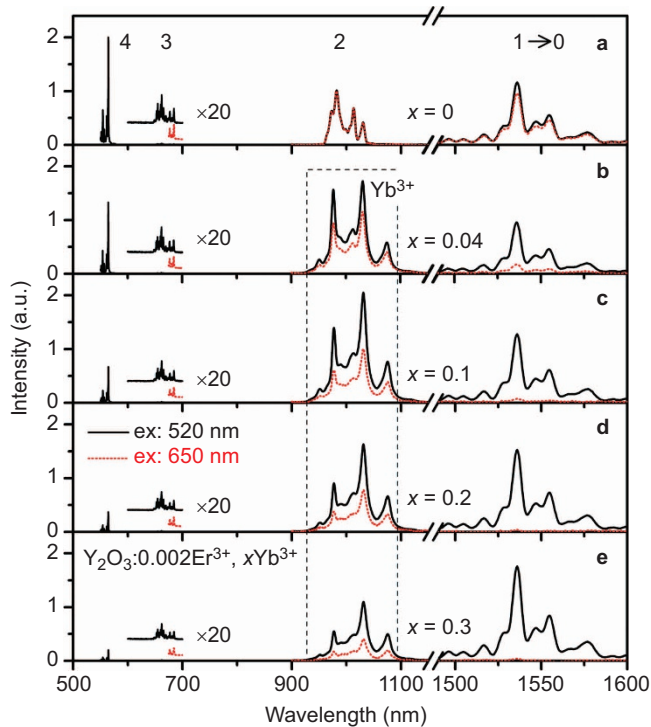 4 3 2 1→0 a
×20 x = 0
Yb³⁺ b
×20 x = 0.04
c
×20 x = 0.1
ex: 520 nm d
ex: 650 nm
×20 x = 0.2
Y₂O₃:0.002Er³⁺, xYb³⁺ e
×20 x = 0.3
2
1
0
2
1
0
2
1
0
2
1
0
2
1
0
Intensity (a.u.)
500 700 900 1100 1500 1550 1600
Wavelength (nm)